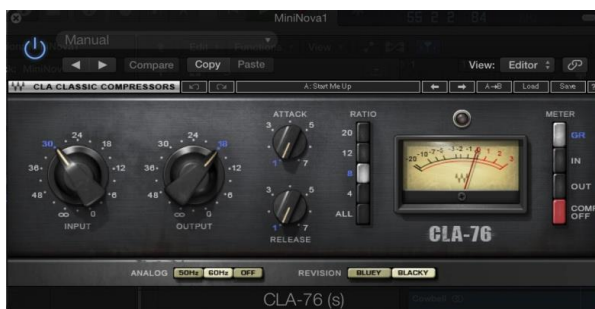 MiniNova1
Manual
Compare Copy Paste
View: Editor
CLA CLASSIC COMPRESSORS
A: Start Me Up
A→B Load Save
ATTACK
RATIO
METER
30 24 18
36 12
48 6
∞ 0
INPUT
30 24 18
36 12
48 6
∞ 0
OUTPUT
3 5
1 7
3 5
1 7
RELEASE
20
12
8
4
ALL
GR
IN
OUT
COMP
OFF
CLA-76
ANALOG 50Hz 60Hz OFF REVISION BLUEY BLACKY
CLA-76 (s)